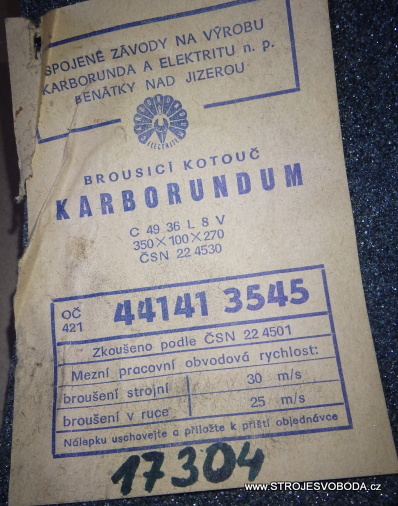 SPOJENÉ ZÁVODY NA VÝROBU
KARBORUNDA A ELEKTRITU n. p.
BENÁTKY NAD JIZEROU
ELECTRITE
BROUSICÍ KOTOUČ
KARBORUNDUM
C 49 36 L 8 V
350×100×270
ČSN 22 4530
OČ
421
44141 3545
Zkoušeno podle ČSN 22 4501
Mezní pracovní obvodová rychlost:
broušení strojní 30 m/s
broušení v ruce 25 m/s
Nálepku uschovejte a přiložte k příští objednávce
17304
www.STROJESVOBODA.cz